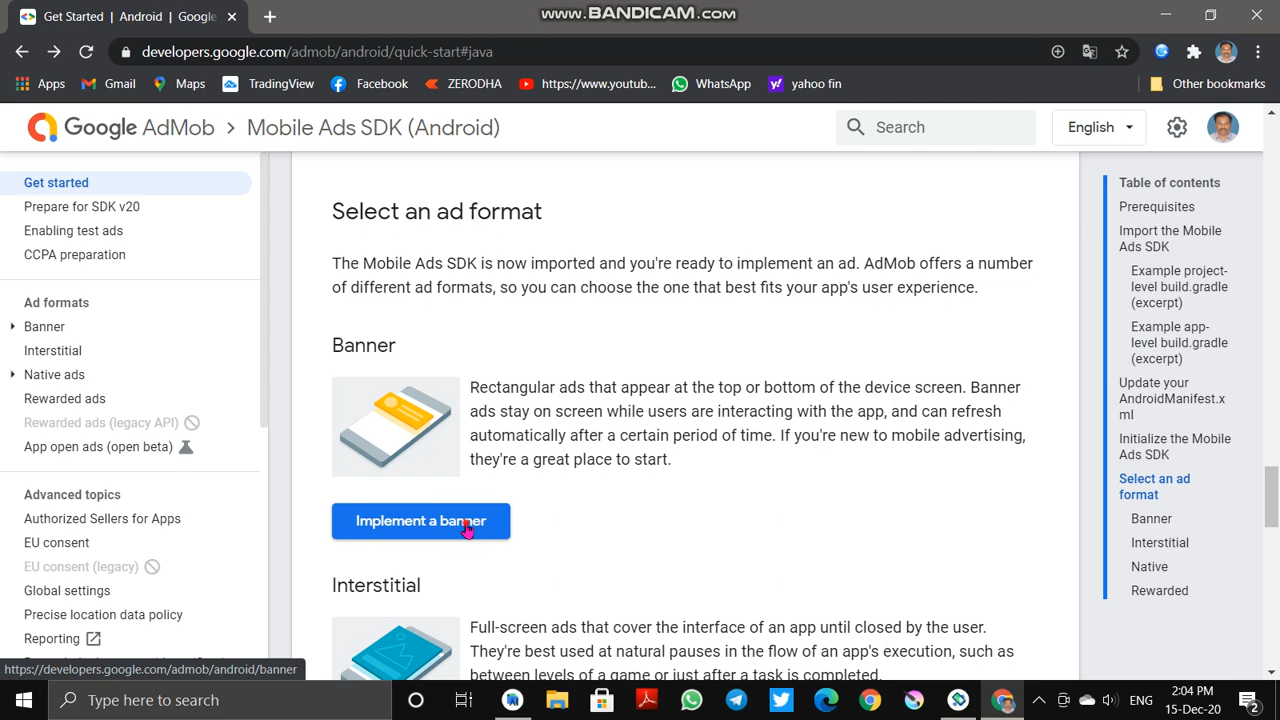 Get Started | Android | Google
www.BANDICAM.com
developers.google.com/admob/android/quick-start#java
Apps
Gmail
Maps
TradingView
Facebook
ZERODHA
https://www.youtub...
WhatsApp
yahoo fin
Other bookmarks
Google AdMob
Mobile Ads SDK (Android)
Search
English
Get started
Prepare for SDK v20
Enabling test ads
CCPA preparation
Ad formats
Banner
Interstitial
Native ads
Rewarded ads
Rewarded ads (legacy API)
App open ads (open beta)
Advanced topics
Authorized Sellers for Apps
EU consent
EU consent (legacy)
Global settings
Precise location data policy
Reporting
https://developers.google.com/admob/android/banner
Select an ad format
The Mobile Ads SDK is now imported and you're ready to implement an ad. AdMob offers a number
of different ad formats, so you can choose the one that best fits your app's user experience.
Banner
Rectangular ads that appear at the top or bottom of the device screen. Banner
ads stay on screen while users are interacting with the app, and can refresh
automatically after a certain period of time. If you're new to mobile advertising,
they're a great place to start.
Implement a banner
Interstitial
Full-screen ads that cover the interface of an app until closed by the user.
They're best used at natural pauses in the flow of an app's execution, such as
between levels of a game or just after a task is completed.
Table of contents
Prerequisites
Import the Mobile
Ads SDK
Example project-
level build.gradle
(excerpt)
Example app-
level build.gradle
(excerpt)
Update your
AndroidManifest.x
ml
Initialize the Mobile
Ads SDK
Select an ad
format
Banner
Interstitial
Native
Rewarded
Type here to search
ENG
2:04 PM
15-Dec-20
2